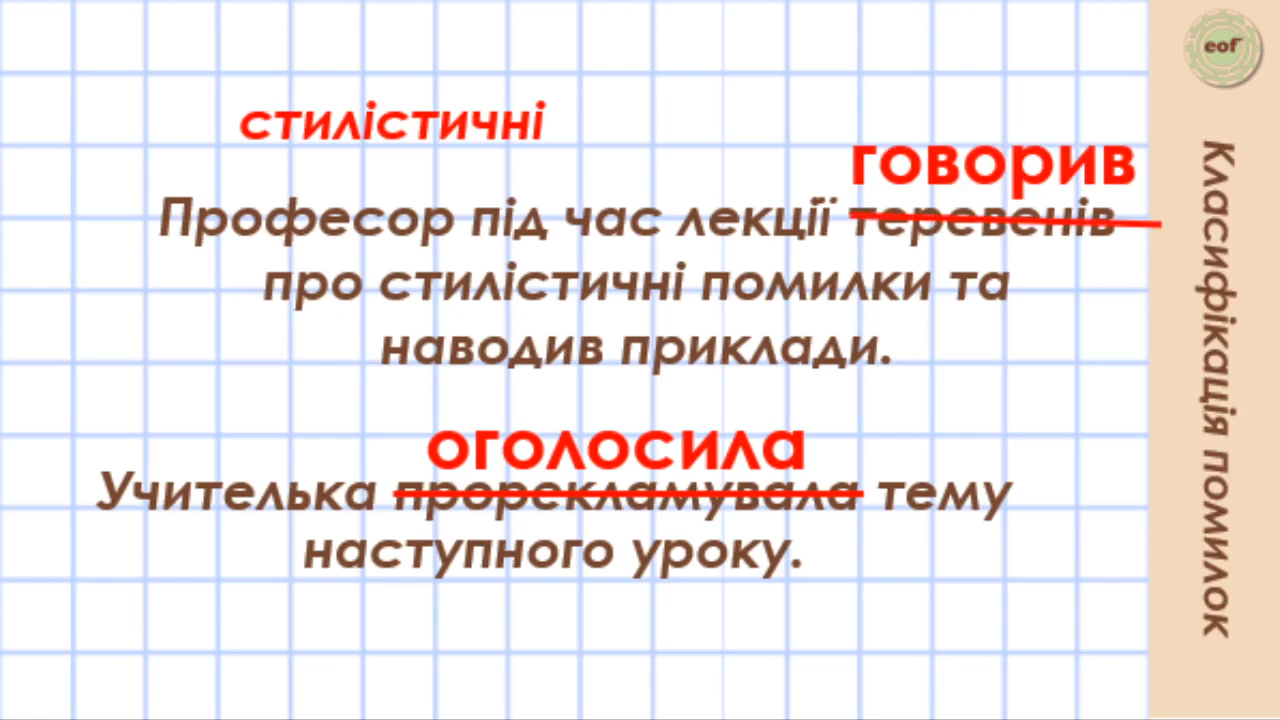 стилістичні
говорив
Професор під час лекції теревенів
про стилістичні помилки та
наводив приклади.
оголосила
Учителька прорекламувала тему
наступного уроку.
eof
Класифікація помилок